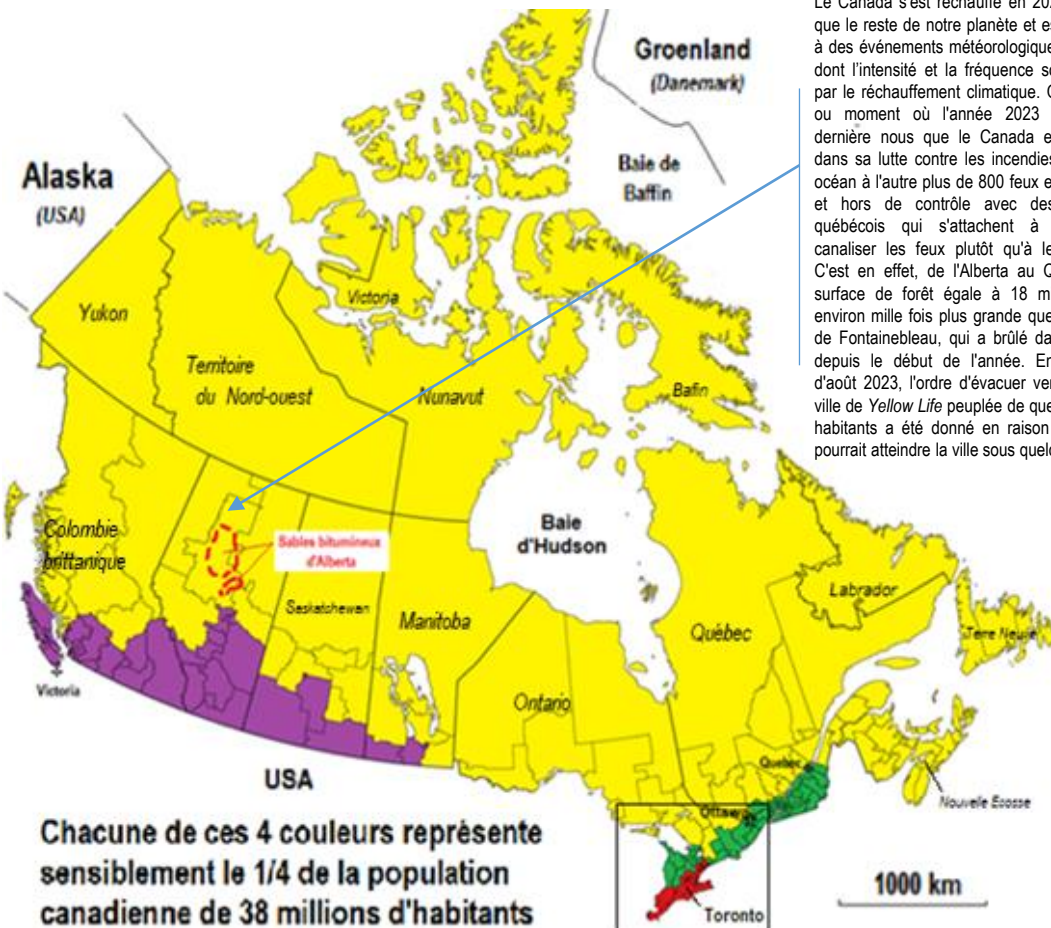 Le Canada s'est réchauffé en 202
que le reste de notre planète et es
à des événements météorologique
dont l'intensité et la fréquence so
par le réchauffement climatique. C
ou moment où l'année 2023
dernière nous que le Canada e
dans sa lutte contre les incendies
océan à l'autre plus de 800 feux e
et hors de contrôle avec des
québécois qui s'attachent à
canaliser les feux plutôt qu'à le
C'est en effet, de l'Alberta au Q
surface de forêt égale à 18 m
environ mille fois plus grande que
de Fontainebleau, qui a brûlé da
depuis le début de l'année. En
d'août 2023, l'ordre d'évacuer ver
ville de Yellow Life peuplée de que
habitants a été donné en raison
pourrait atteindre la ville sous quelq
Groenland
(Danemark)
Baie de
Baffin
Alaska
(USA)
Yukon
Victoria
Territoire
du Nord-ouest
Nunavut
Bafin
Colombie
brittanique
Sables bitumineux
d'Alberta
Saskatshewan
Manitoba
Baie
d'Hudson
Labrador
Québec
Terre Neuve
Ontario
Victoria
USA
Quebec
Ottawa
Nouvelle Ecosse
Toronto
1000 km
Chacune de ces 4 couleurs représente
sensiblement le 1/4 de la population
canadienne de 38 millions d'habitants